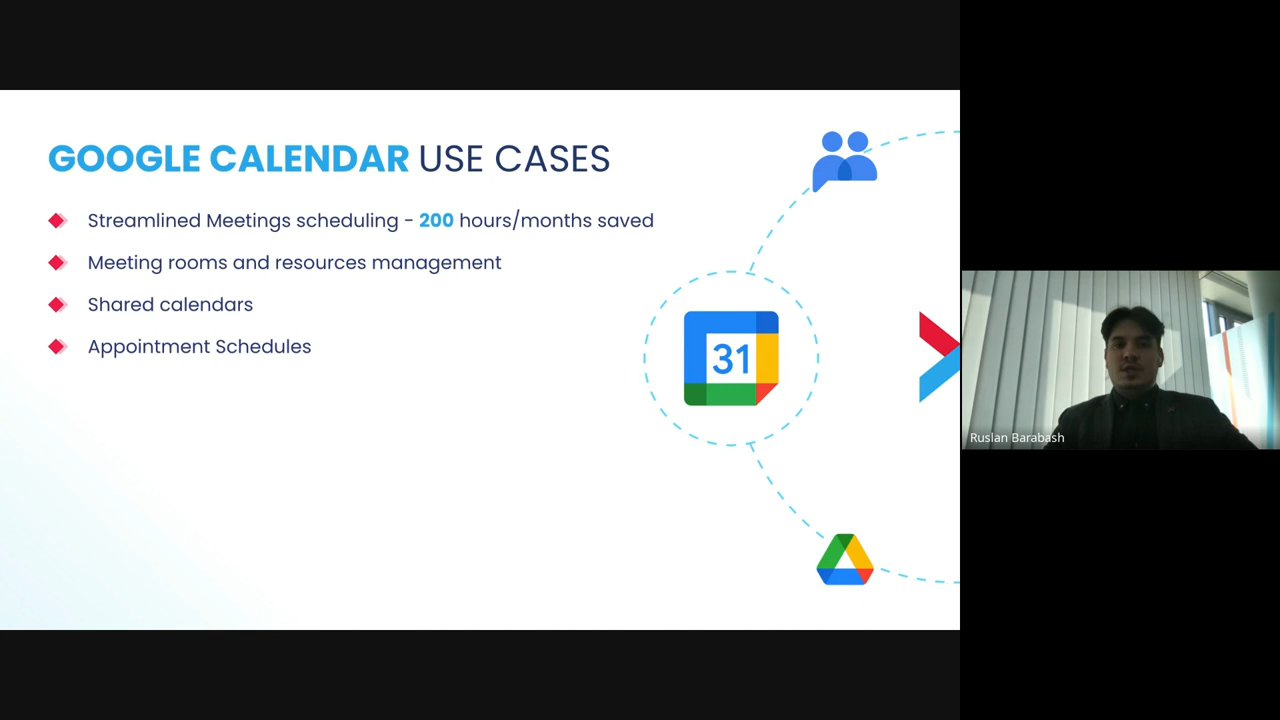 GOOGLE CALENDAR USE CASES
Streamlined Meetings scheduling - 200 hours/months saved
Meeting rooms and resources management
Shared calendars
Appointment Schedules
31
Ruslan Barabash